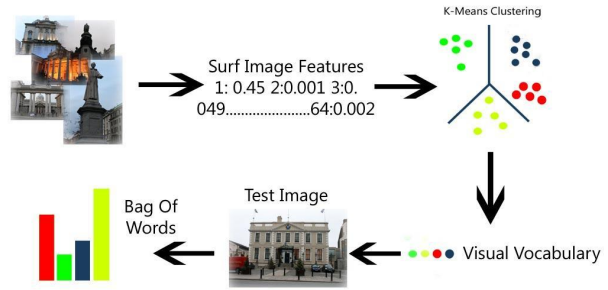 K-Means Clustering
Surf Image Features
1: 0.45 2:0.001 3:0.
049......................64:0.002
Visual Vocabulary
Test Image
Bag Of
Words